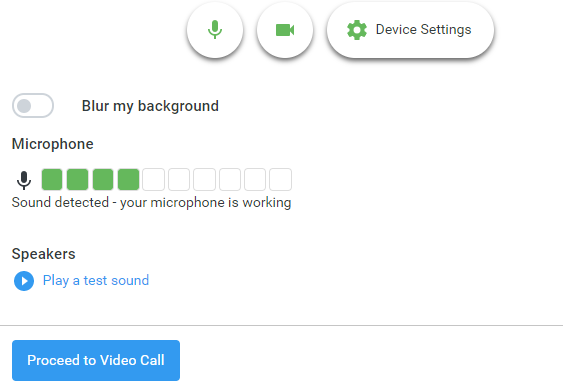 Device Settings
Blur my background
Microphone
Sound detected - your microphone is working
Speakers
Play a test sound
Proceed to Video Call